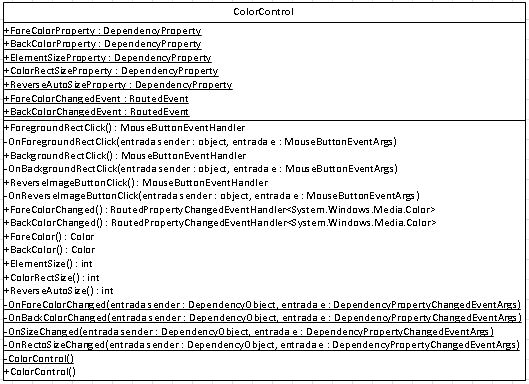 ColorControl
+ForeColorProperty : DependencyProperty
+BackColorProperty : DependencyProperty
+ElementSizeProperty : DependencyProperty
+ColorRectSizeProperty : DependencyProperty
+ReverseAutoSizeProperty : DependencyProperty
+ForeColorChangedEvent : RoutedEvent
+BackColorChangedEvent : RoutedEvent
+ForegroundRectClick() : MouseButtonEventHandler
-OnForegroundRectClick(entrada sender : object, entrada e : MouseButtonEventArgs)
+BackgroundRectClick() : MouseButtonEventHandler
-OnBackgroundRectClick(entrada sender : object, entrada e : MouseButtonEventArgs)
+ReverseImageButtonClick() : MouseButtonEventHandler
-OnReverseImageButtonClick(entrada sender : object, entrada e : MouseButtonEventArgs)
+ForeColorChanged() : RoutedPropertyChangedEventHandler<System.Windows.Media.Color>
+BackColorChanged() : RoutedPropertyChangedEventHandler<System.Windows.Media.Color>
+ForeColor() : Color
+BackColor() : Color
+ElementSize() : int
+ColorRectSize() : int
+ReverseAutoSize() : int
-OnForeColorChanged(entrada sender : DependencyObject, entrada e : DependencyPropertyChangedEventArgs)
-OnBackColorChanged(entrada sender : DependencyObject, entrada e : DependencyPropertyChangedEventArgs)
-OnSizeChanged(entrada sender : DependencyObject, entrada e : DependencyPropertyChangedEventArgs)
-OnRectoSizeChanged(entrada sender : DependencyObject, entrada e : DependencyPropertyChangedEventArgs)
-ColorControl()
+ColorControl()